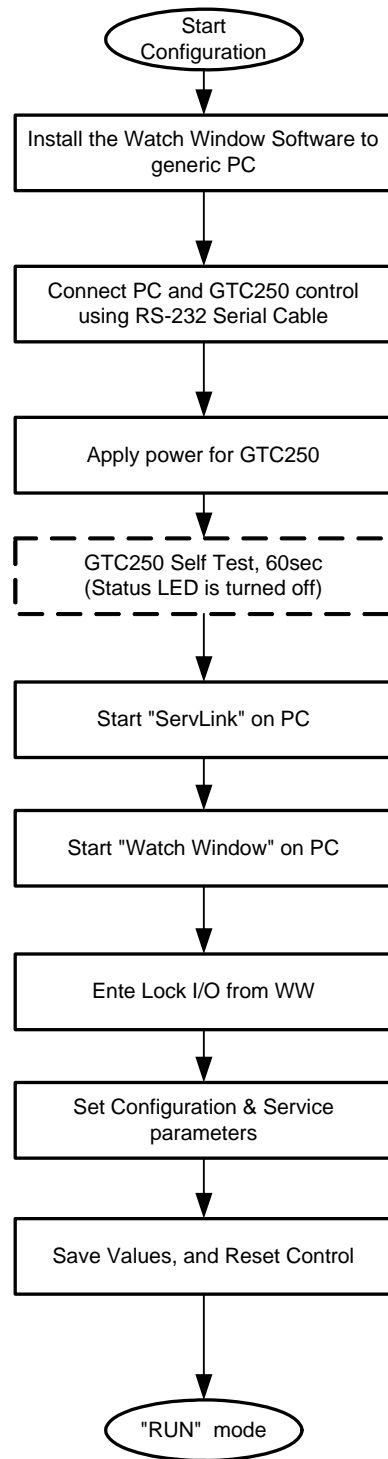 Start
Configuration
Install the Watch Window Software to
generic PC
Connect PC and GTC250 control
using RS-232 Serial Cable
Apply power for GTC250
GTC250 Self Test, 60sec
(Status LED is turned off)
Start "ServLink" on PC
Start "Watch Window" on PC
Ente Lock I/O from WW
Set Configuration & Service
parameters
Save Values, and Reset Control
"RUN" mode